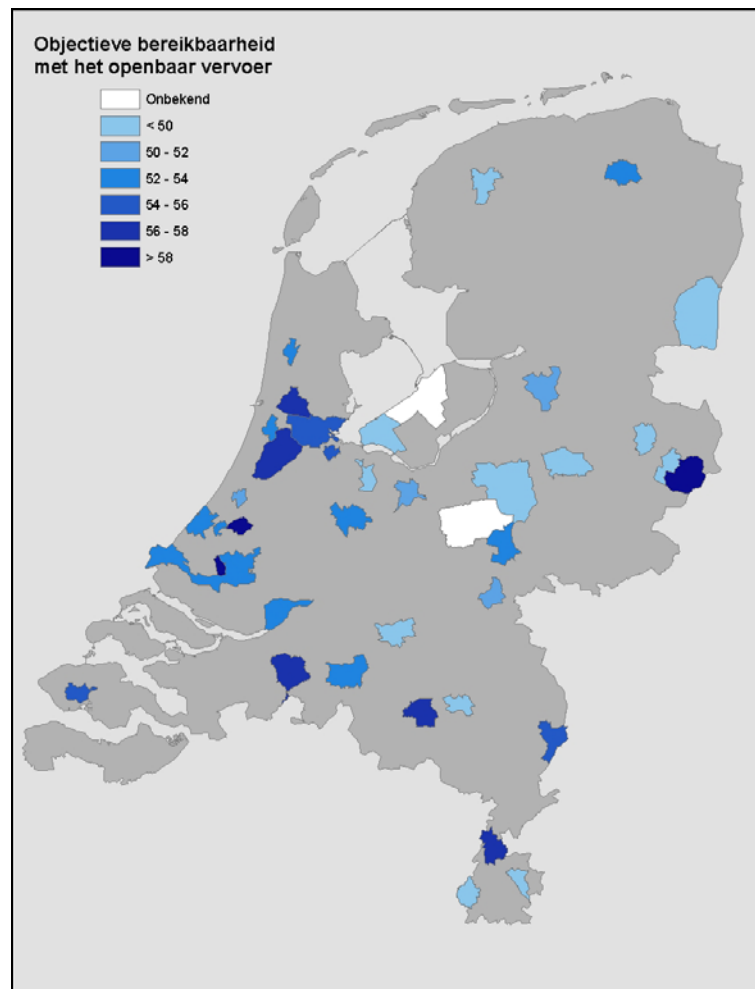 Objectieve bereikbaarheid
met het openbaar vervoer
Onbekend
< 50
50 - 52
52 - 54
54 - 56
56 - 58
> 58